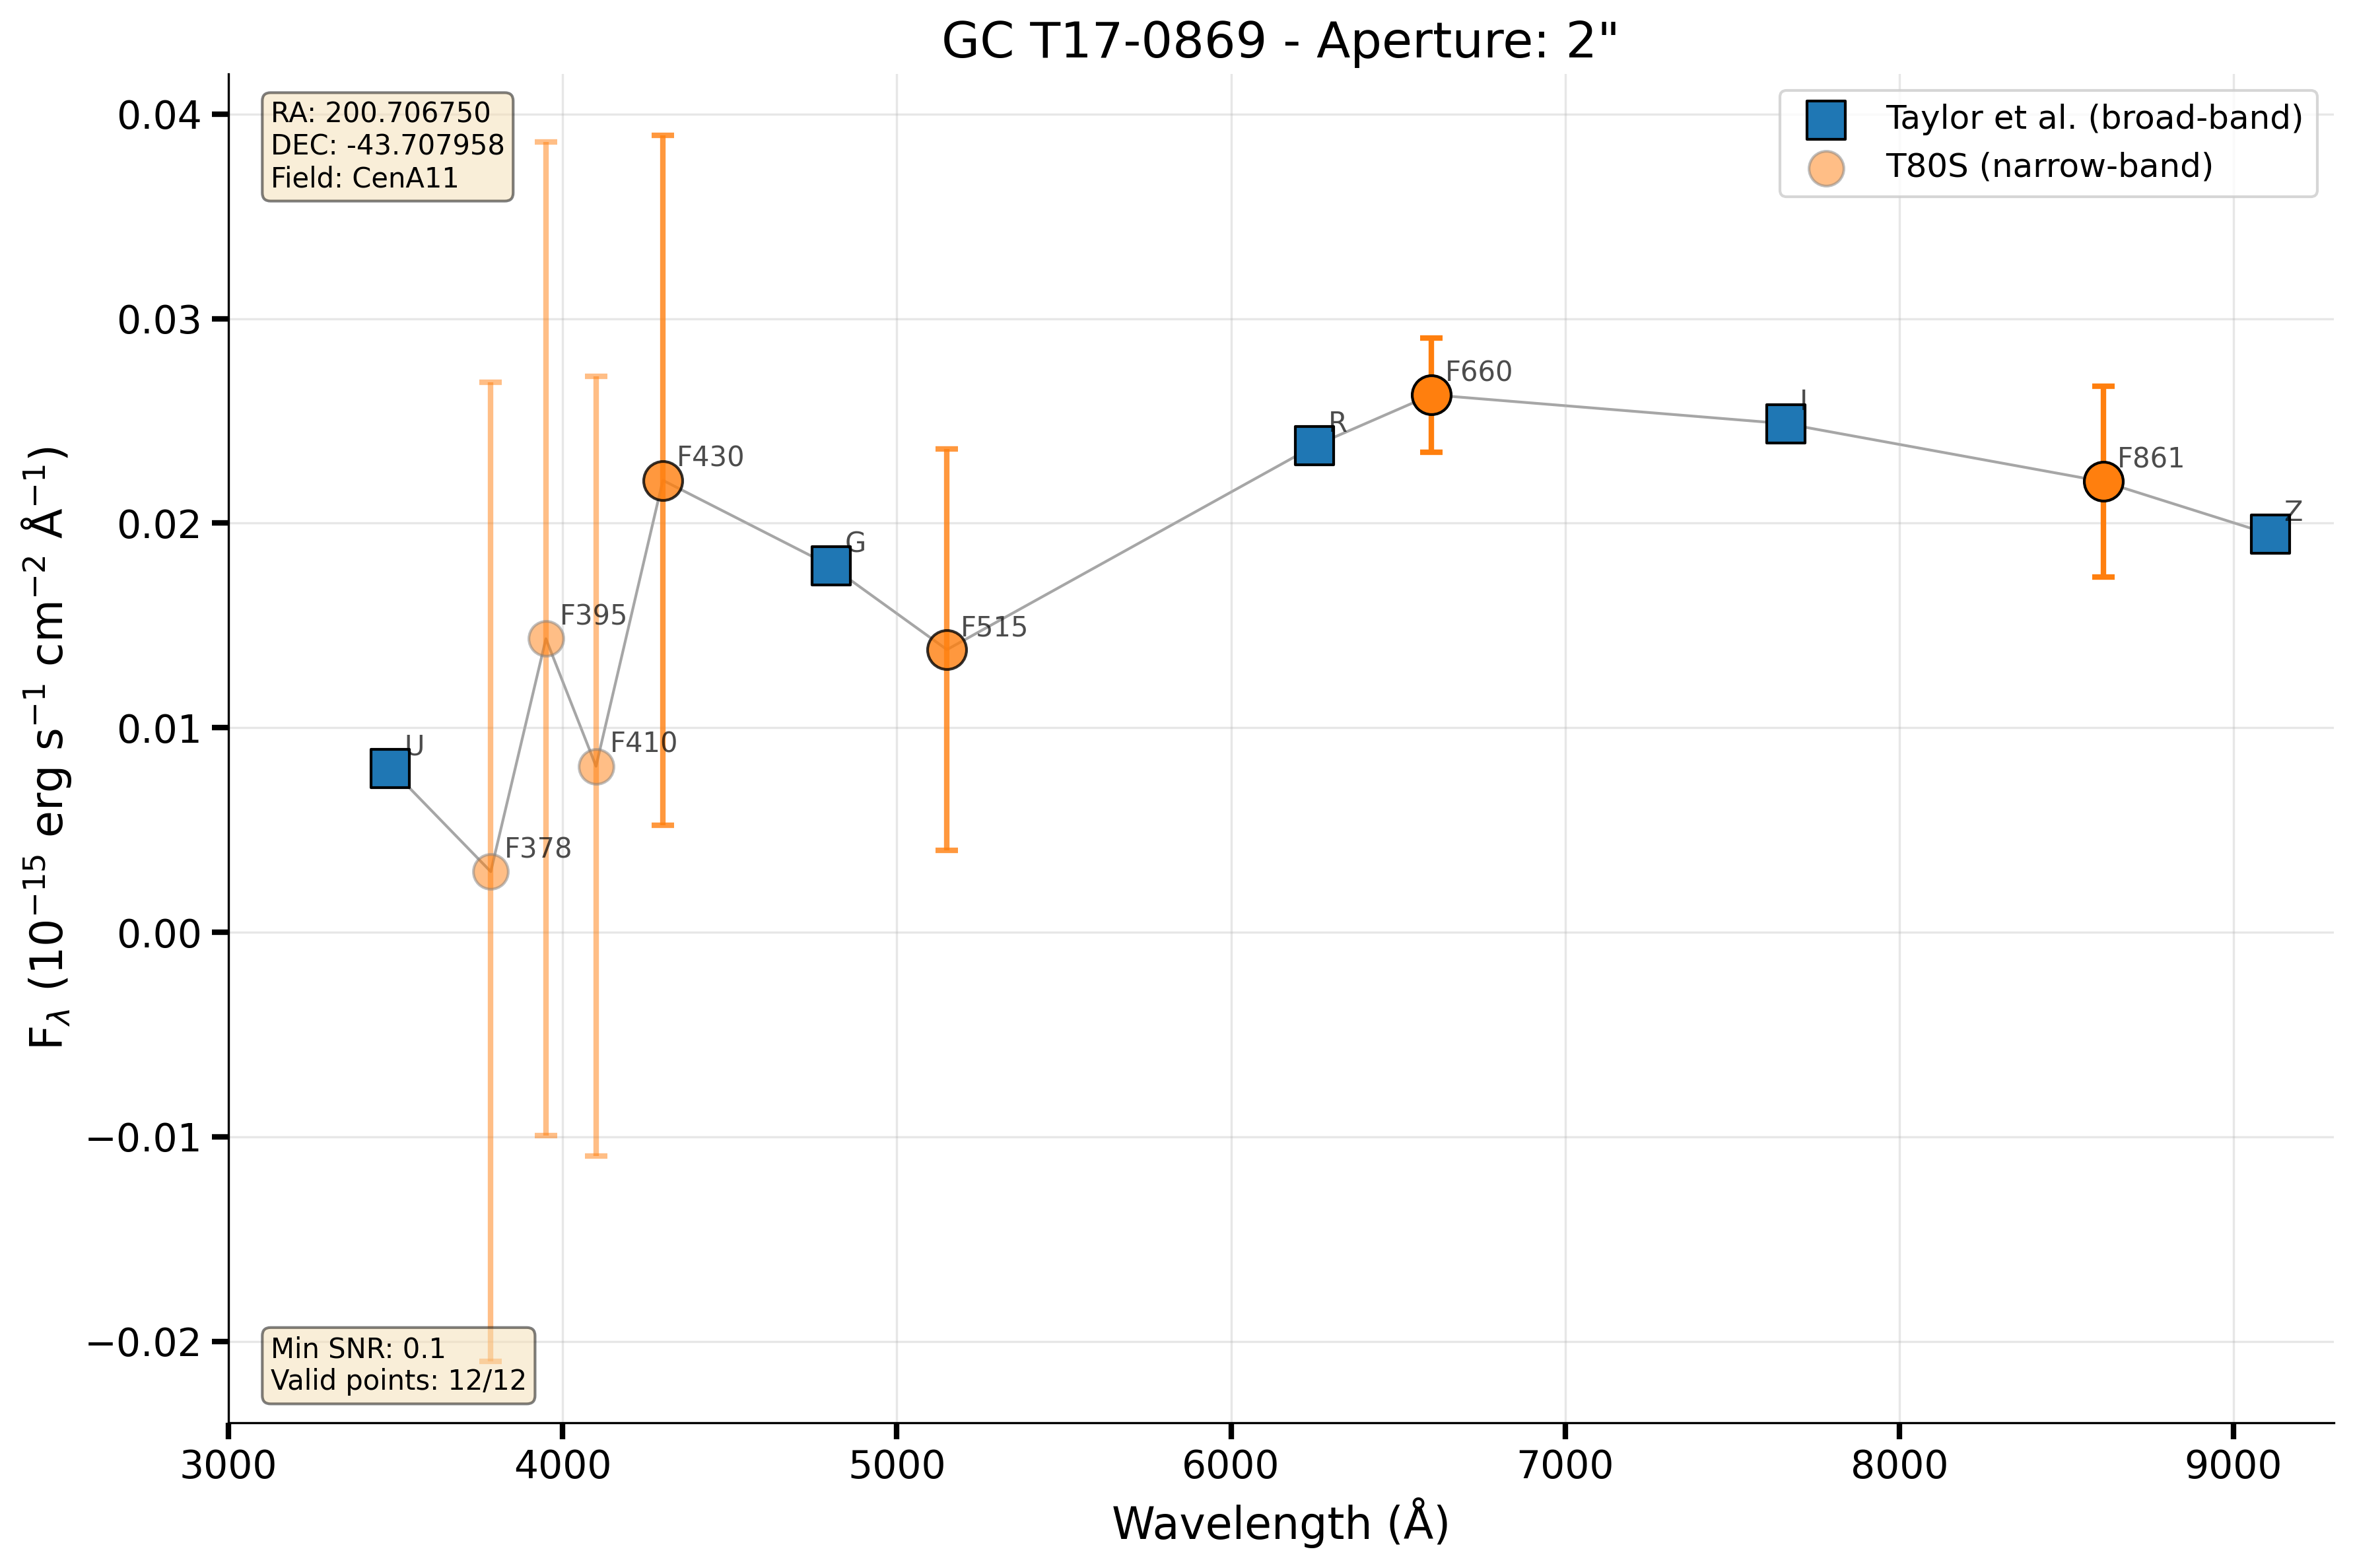 GC T17-0869 - Aperture: 2"
RA: 200.706750
DEC: -43.707958
Field: CenA11
Taylor et al. (broad-band)
T80S (narrow-band)
0.04
0.03
0.02
0.01
0.00
−0.01
−0.02
F_λ (10⁻¹⁵ erg s⁻¹ cm⁻² Å⁻¹)
U
F378
F395
F410
F430
G
F515
R
F660
I
F861
Z
Min SNR: 0.1
Valid points: 12/12
3000 4000 5000 6000 7000 8000 9000
Wavelength (Å)